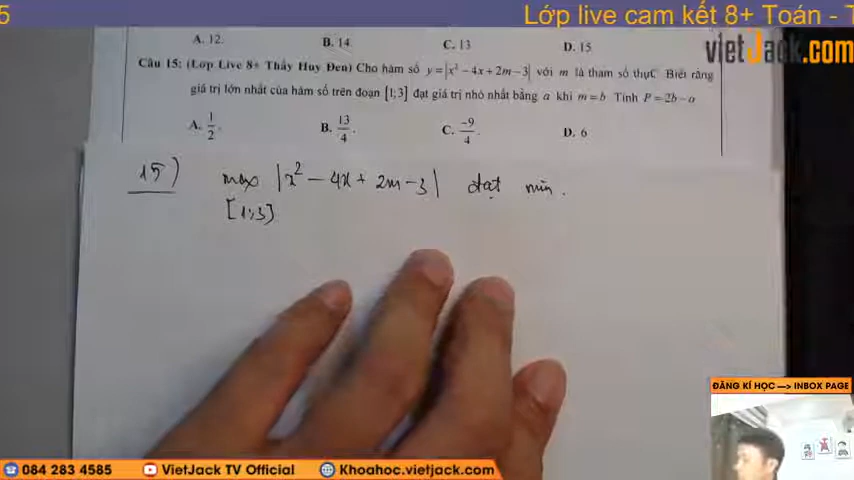 5
Lớp live cam kết 8+ Toán - T
vietJack.com
A. 12. B. 14 C. 13 D. 15
Câu 15: (Lớp Live 8+ Thầy Huy Đen) Cho hàm số y=|x²-4x+2m-3| với m là tham số thực. Biết rằng
giá trị lớn nhất của hàm số trên đoạn [1;3] đạt giá trị nhỏ nhất bằng a khi m=b Tính P=2b-a
A. 1/2. B. 13/4. C. -9/4. D. 6
15) max |x² - 4x + 2m - 3| đạt min.
[1;3]
ĐĂNG KÍ HỌC —> INBOX PAGE
084 283 4585 VietJack TV Official Khoahoc.vietjack.com